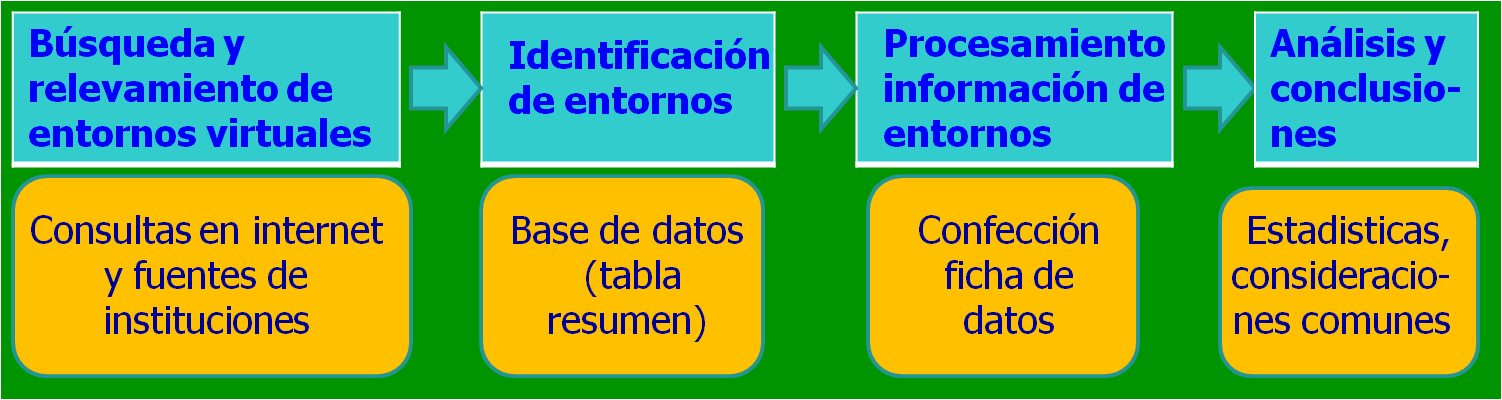 Búsqueda y
relevamiento de
entornos virtuales
Identificación
de entornos
Procesamiento
información de
entornos
Análisis y
conclusio-
nes
Consultas en internet
y fuentes de
instituciones
Base de datos
(tabla
resumen)
Confección
ficha de
datos
Estadisticas,
consideracio-
nes comunes